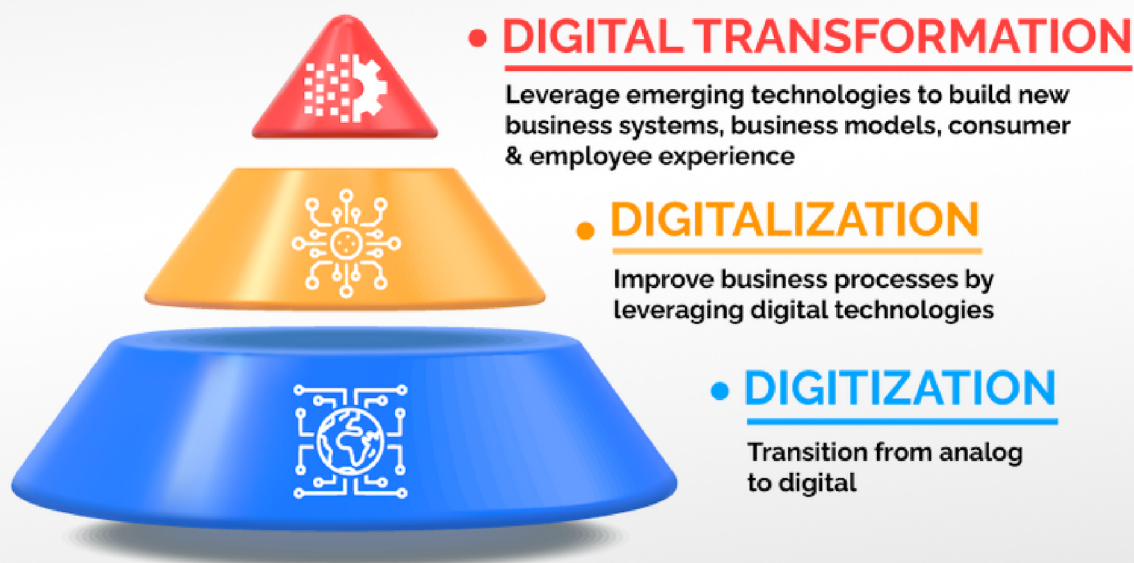 • DIGITAL TRANSFORMATION
Leverage emerging technologies to build new
business systems, business models, consumer
& employee experience
• DIGITALIZATION
Improve business processes by
leveraging digital technologies
• DIGITIZATION
Transition from analog
to digital